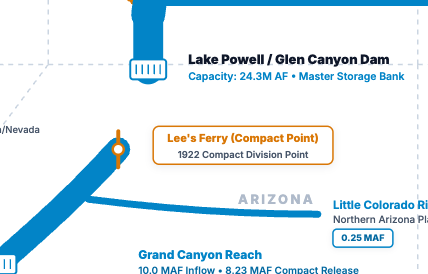 Lake Powell / Glen Canyon Dam
Capacity: 24.3M AF • Master Storage Bank
/Nevada
Lee's Ferry (Compact Point)
1922 Compact Division Point
ARIZONA
Little Colorado
Northern Arizona
0.25 MAF
Grand Canyon Reach
10.0 MAF Inflow • 8.23 MAF Compact Release